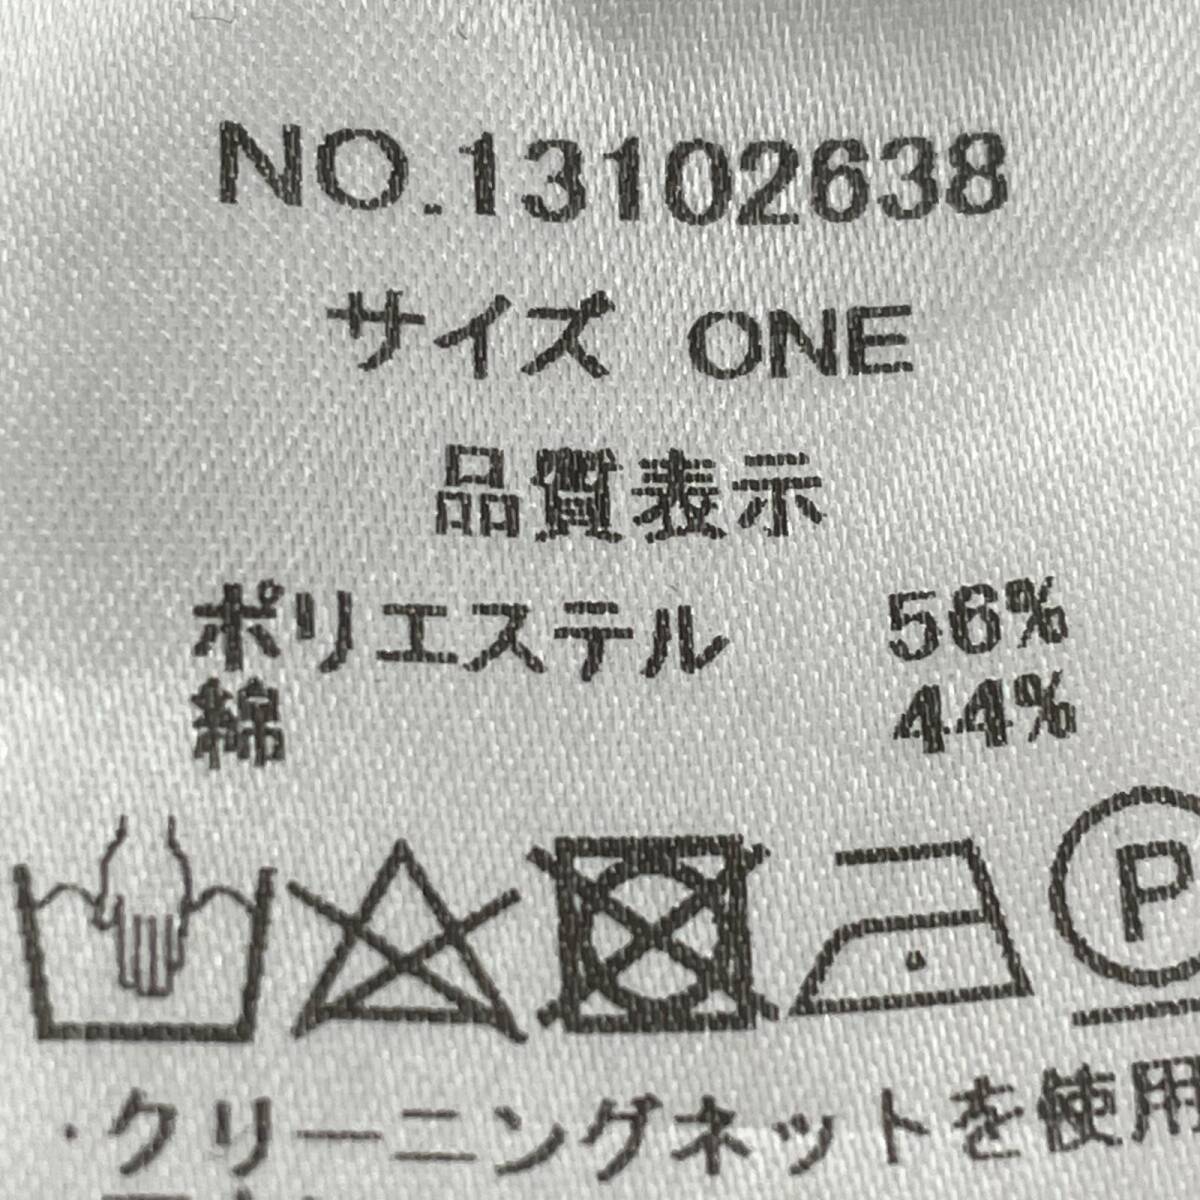 NO.13102638
サイズ ONE
品質表示
ポリエステル 56%
綿 44%
P
・クリーニングネットを使用